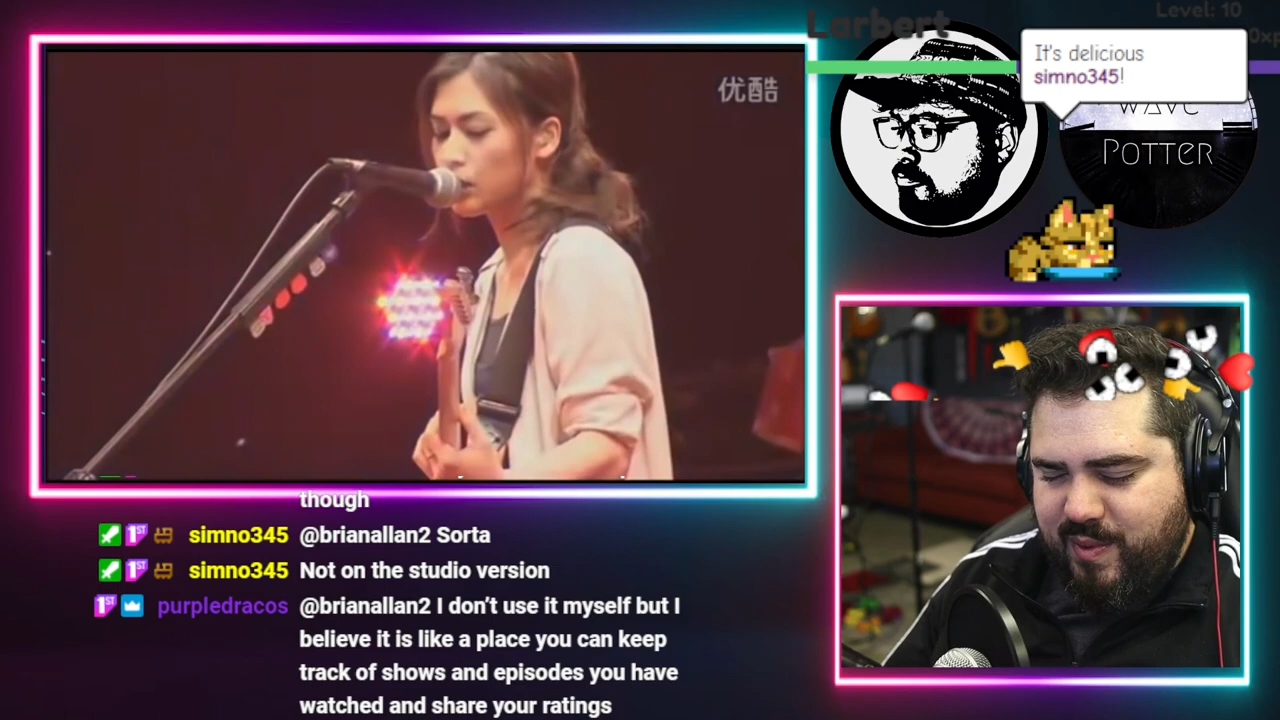 Larbert
Level: 10
It's delicious
simno345!
优酷
POTTER
though
simno345 @brianallan2 Sorta
simno345 Not on the studio version
purpledracos @brianallan2 I don't use it myself but I
believe it is like a place you can keep
track of shows and episodes you have
watched and share your ratings